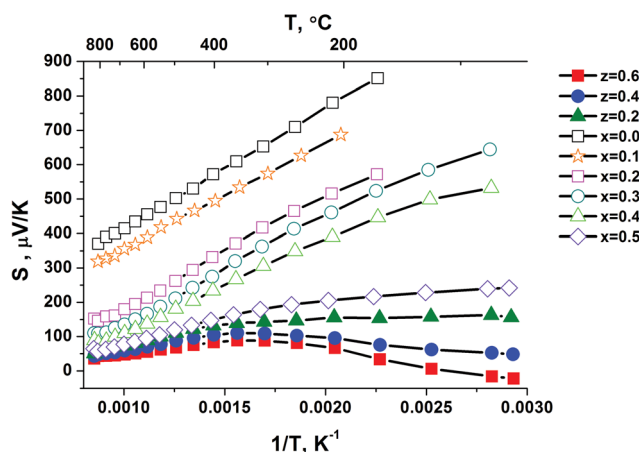 T, °C
800 600 400 200
900
800
700
600
500
400
300
200
100
0
S , μV/K
0.0010 0.0015 0.0020 0.0025 0.0030
1/T, K⁻¹
z=0.6
z=0.4
z=0.2
x=0.0
x=0.1
x=0.2
x=0.3
x=0.4
x=0.5